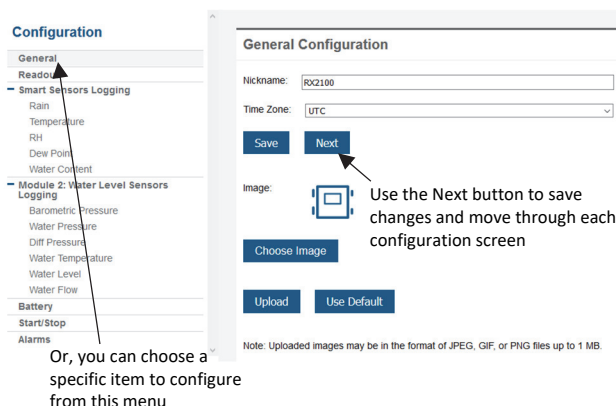 Configuration
General
Readout
Smart Sensors Logging
Rain
Temperature
RH
Dew Point
Water Content
Module 2: Water Level Sensors
Logging
Barometric Pressure
Water Pressure
Diff Pressure
Water Temperature
Water Level
Water Flow
Battery
Start/Stop
Alarms
Or, you can choose a
specific item to configure
from this menu
General Configuration
Nickname: RX2100
Time Zone: UTC
Save Next
Image:
Use the Next button to save
changes and move through each
configuration screen
Choose Image
Upload Use Default
Note: Uploaded images may be in the format of JPEG, GIF, or PNG files up to 1 MB.